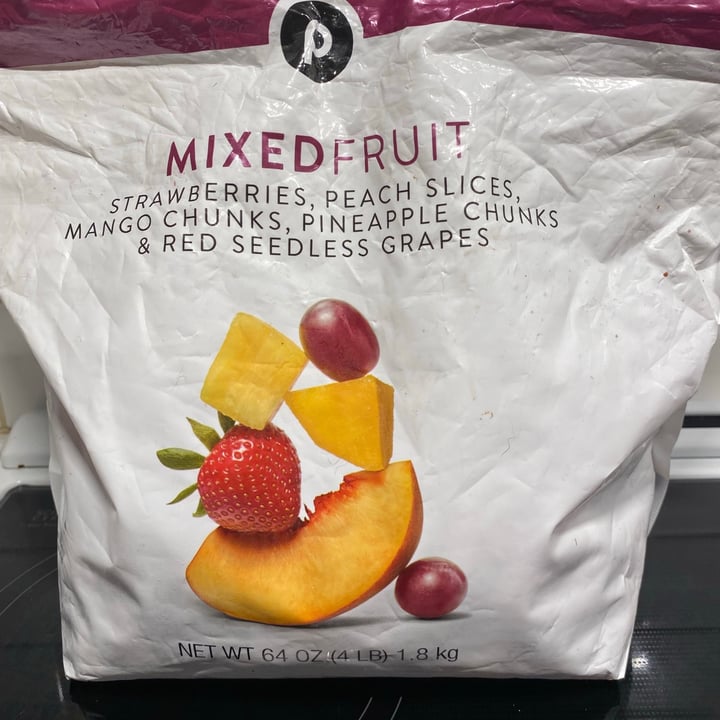 p
MIXEDFRUIT
STRAWBERRIES, PEACH SLICES,
MANGO CHUNKS, PINEAPPLE CHUNKS
& RED SEEDLESS GRAPES
NET WT 64 OZ (4 LB) 1.8 kg